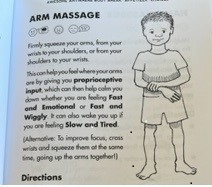 ARM MASSAGE
Firmly squeeze your arms, from your
wrists to your shoulders, or from your
shoulders to your wrists.
This can help you feel where your arms
are by giving you proprioceptive
input, which can then help calm
you down whether you are feeling Fast
and Emotional or Fast and
Wiggly. It can also wake you up if
you are feeling Slow and Tired.
(Alternative: To improve focus, cross
wrists and squeeze them at the same
time, going up the arms together!)
Directions